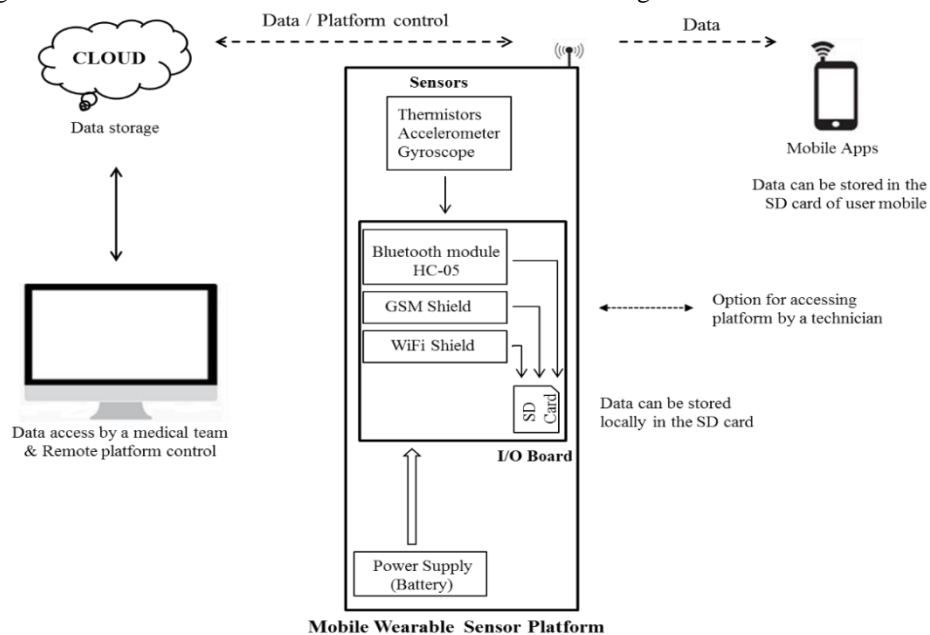 Data / Platform control
Data
CLOUD
Data storage
Sensors
Thermistors
Accelerometer
Gyroscope
Mobile Apps
Data can be stored in the
SD card of user mobile
Bluetooth module
HC-05
GSM Shield
WiFi Shield
SD
Card
I/O Board
Option for accessing
platform by a technician
Data can be stored
locally in the SD card
Data access by a medical team
& Remote platform control
Power Supply
(Battery)
Mobile Wearable Sensor Platform